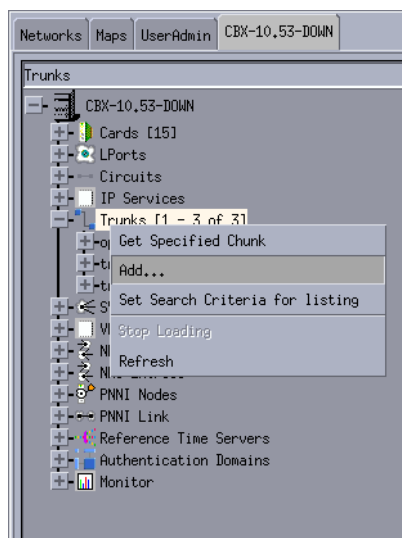 Networks Maps UserAdmin CBX-10.53-DOWN
Trunks
CBX-10.53-DOWN
Cards [15]
LPorts
Circuits
IP Services
Trunks [1 - 3 of 3]
Get Specified Chunk
Add...
Set Search Criteria for listing
Stop Loading
Refresh
PNNI Nodes
PNNI Link
Reference Time Servers
Authentication Domains
Monitor